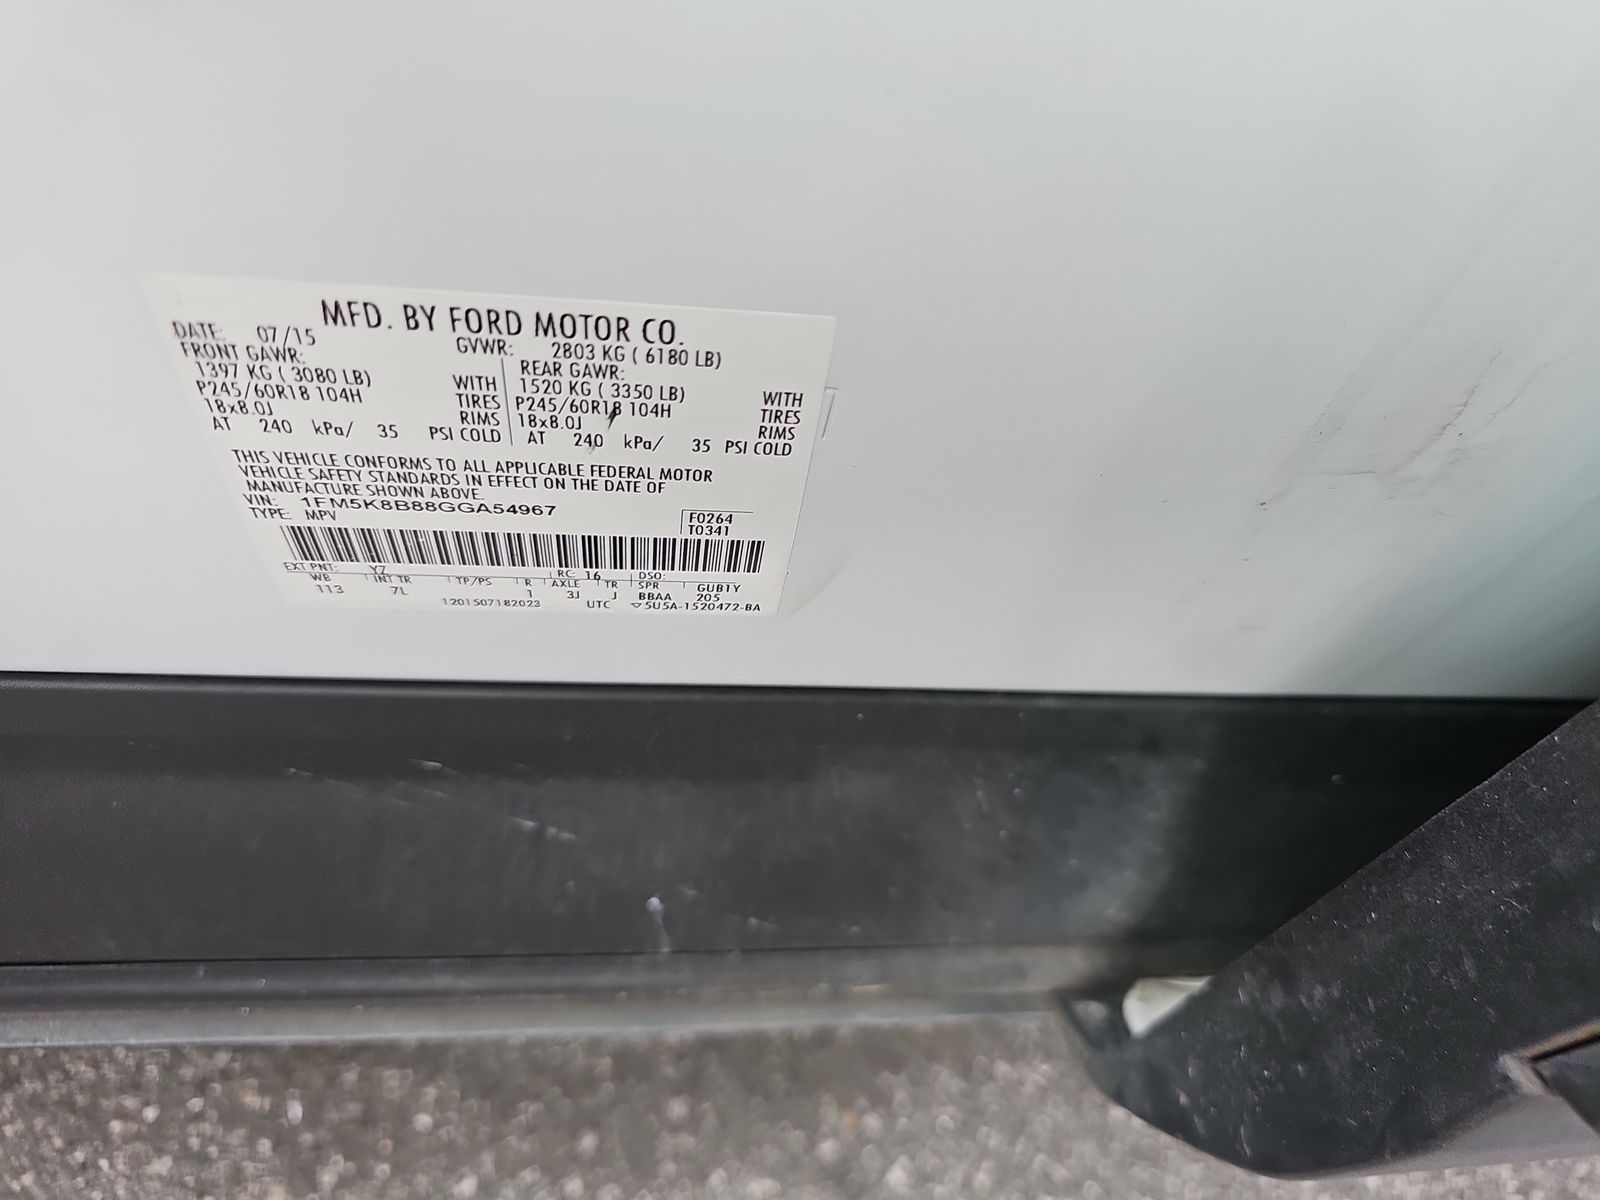 MFD. BY FORD MOTOR CO.
DATE: 07/15 GVWR: 2803 KG ( 6180 LB)
FRONT GAWR: REAR GAWR:
1397 KG ( 3080 LB) WITH 1520 KG ( 3350 LB) WITH
P245/60R18 104H TIRES P245/60R18 104H TIRES
18x8.0J RIMS 18x8.0J RIMS
AT 240 kPa/ 35 PSI COLD AT 240 kPa/ 35 PSI COLD
THIS VEHICLE CONFORMS TO ALL APPLICABLE FEDERAL MOTOR
VEHICLE SAFETY STANDARDS IN EFFECT ON THE DATE OF
MANUFACTURE SHOWN ABOVE.
VIN: 1FM5K8B88GGA54967
TYPE: MPV
F0264
T0341
EXT PNT: YZ RC: 16 DSO:
WB INT TR TP/PS R AXLE TR SPR GUB1Y
113 7L 1 3J J BBAA 205
1201507182023 UTC ▽5U5A-1520472-BA